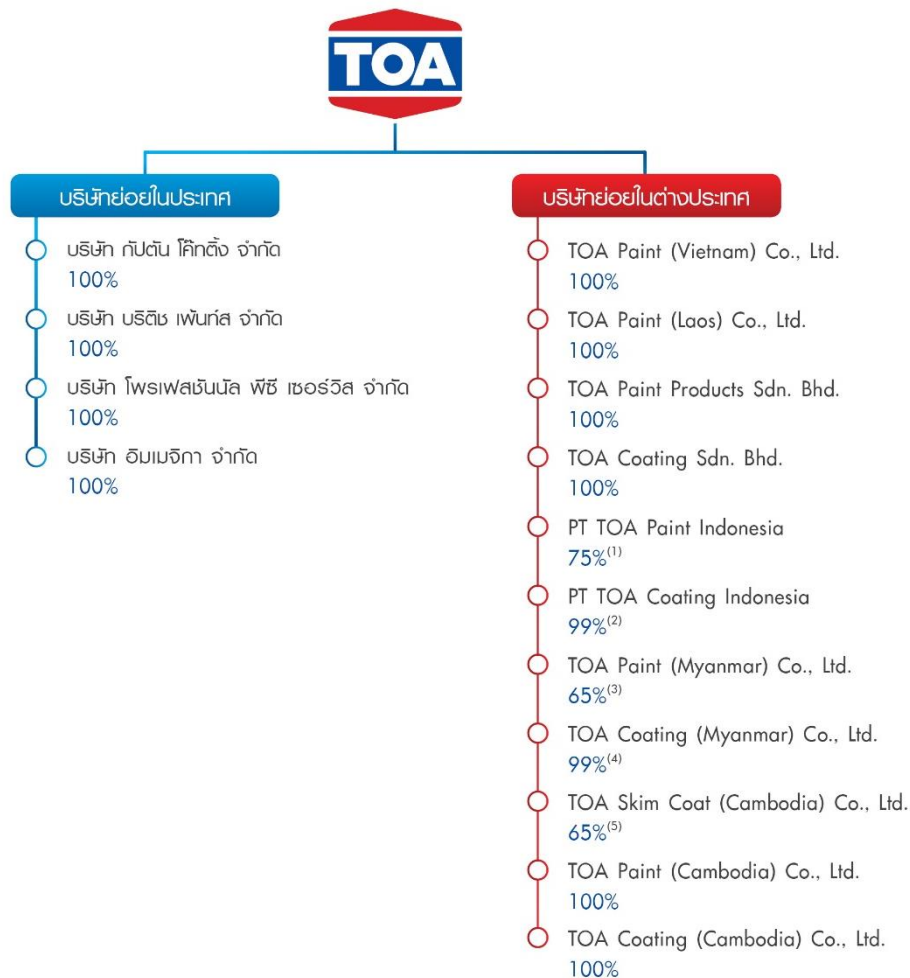 TOA
บริษัทย่อยในประเทศ
บริษัท กัปตัน โค๊ทติ้ง จำกัด
100%
บริษัท บริติช เพ้นท์ส จำกัด
100%
บริษัท โพรเฟสชันนัล พีซี เซอร์วิส จำกัด
100%
บริษัท อิมเมจิกา จำกัด
100%
บริษัทย่อยในต่างประเทศ
TOA Paint (Vietnam) Co., Ltd.
100%
TOA Paint (Laos) Co., Ltd.
100%
TOA Paint Products Sdn. Bhd.
100%
TOA Coating Sdn. Bhd.
100%
PT TOA Paint Indonesia
75%(1)
PT TOA Coating Indonesia
99%(2)
TOA Paint (Myanmar) Co., Ltd.
65%(3)
TOA Coating (Myanmar) Co., Ltd.
99%(4)
TOA Skim Coat (Cambodia) Co., Ltd.
65%(5)
TOA Paint (Cambodia) Co., Ltd.
100%
TOA Coating (Cambodia) Co., Ltd.
100%